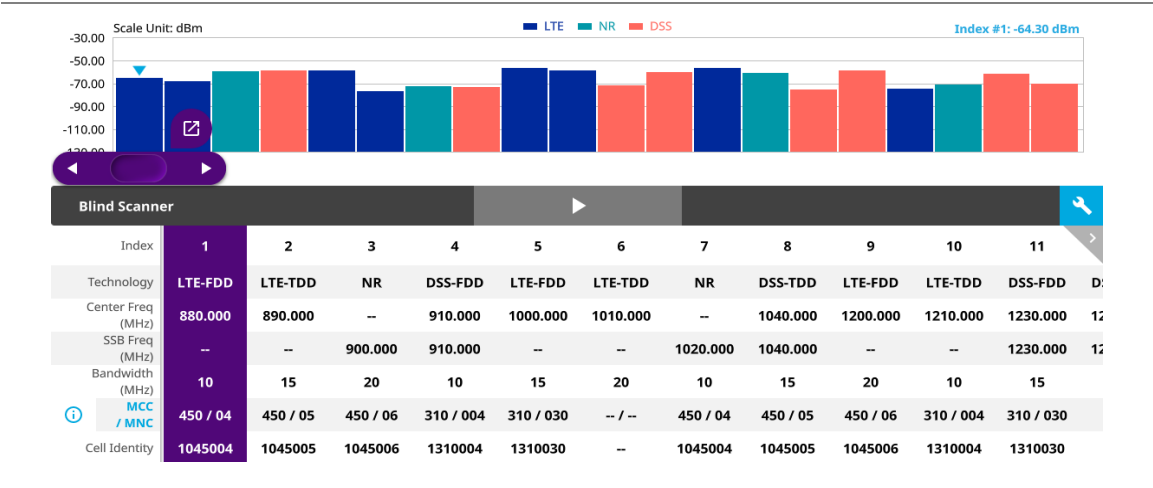 Scale Unit: dBm LTE NR DSS Index #1: -64.30 dBm
-30.00
-50.00
-70.00
-90.00
-110.00
Blind Scanner
Index 1 2 3 4 5 6 7 8 9 10 11
Technology LTE-FDD LTE-TDD NR DSS-FDD LTE-FDD LTE-TDD NR DSS-TDD LTE-FDD LTE-TDD DSS-FDD
Center Freq (MHz) 880.000 890.000 -- 910.000 1000.000 1010.000 -- 1040.000 1200.000 1210.000 1230.000 12
SSB Freq (MHz) -- -- 900.000 910.000 -- -- 1020.000 1040.000 -- -- 1230.000 12
Bandwidth (MHz) 10 15 20 10 15 20 10 15 20 10 15
MCC / MNC 450 / 04 450 / 05 450 / 06 310 / 004 310 / 030 -- / -- 450 / 04 450 / 05 450 / 06 310 / 004 310 / 030
Cell Identity 1045004 1045005 1045006 1310004 1310030 -- 1045004 1045005 1045006 1310004 1310030